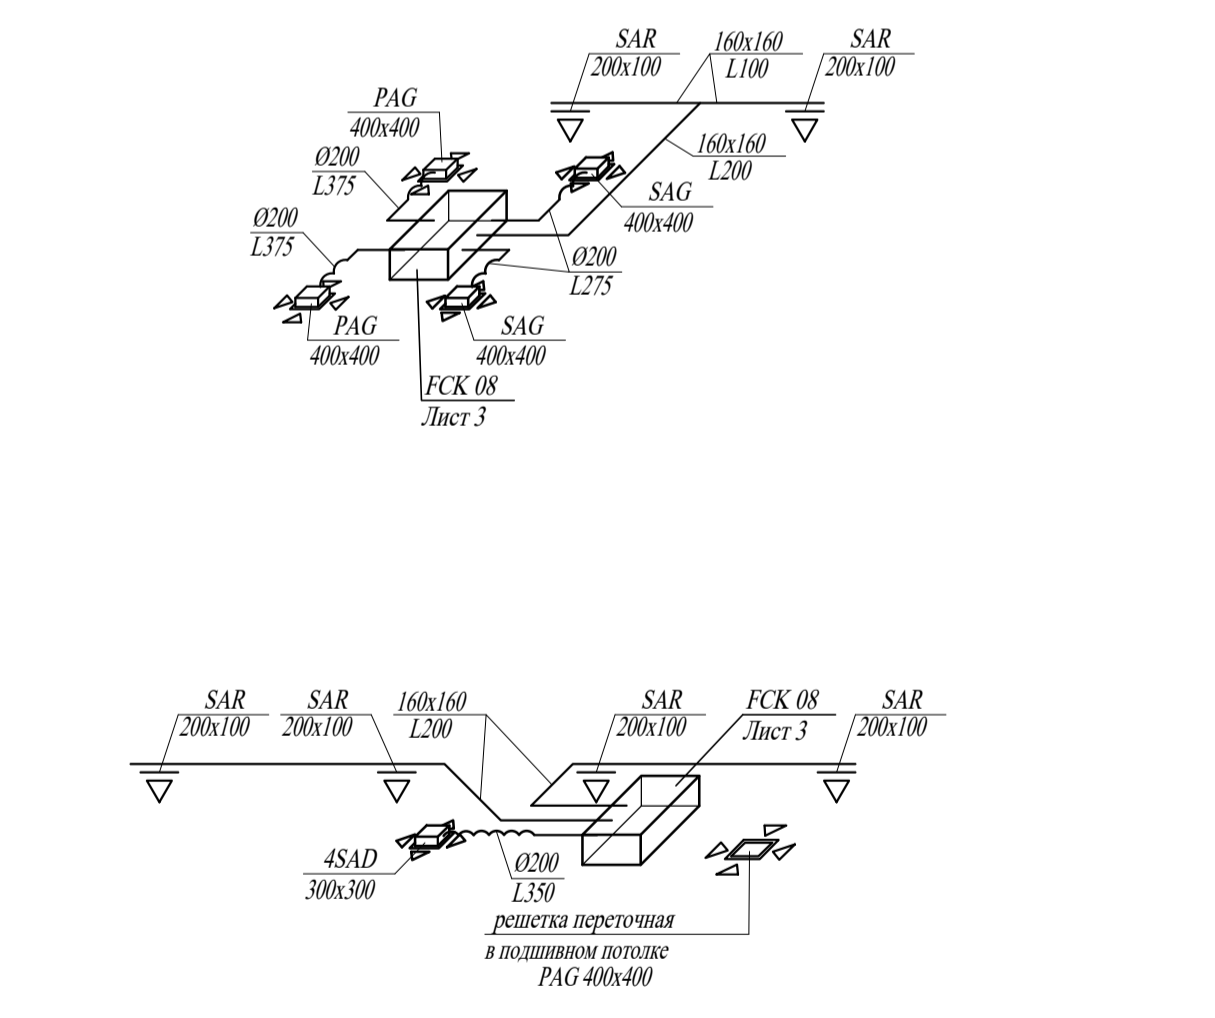 SAR
200x100
160x160
L100
SAR
200x100
PAG
400x400
Ø200
L375
160x160
L200
SAG
400x400
Ø200
L375
Ø200
L275
PAG
400x400
SAG
400x400
FCK 08
Лист 3
SAR
200x100
SAR
200x100
160x160
L200
SAR
200x100
FCK 08
Лист 3
SAR
200x100
4SAD
300x300
Ø200
L350
решетка переточная
в подшивном потолке
PAG 400x400